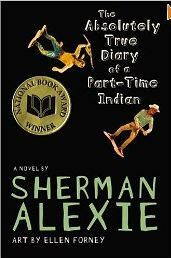 The
Absolutely
True
Diary
of a
Part-Time
Indian
NATIONAL BOOK AWARD
WINNER
A NOVEL BY
SHERMAN
ALEXIE
ART BY ELLEN FORNEY